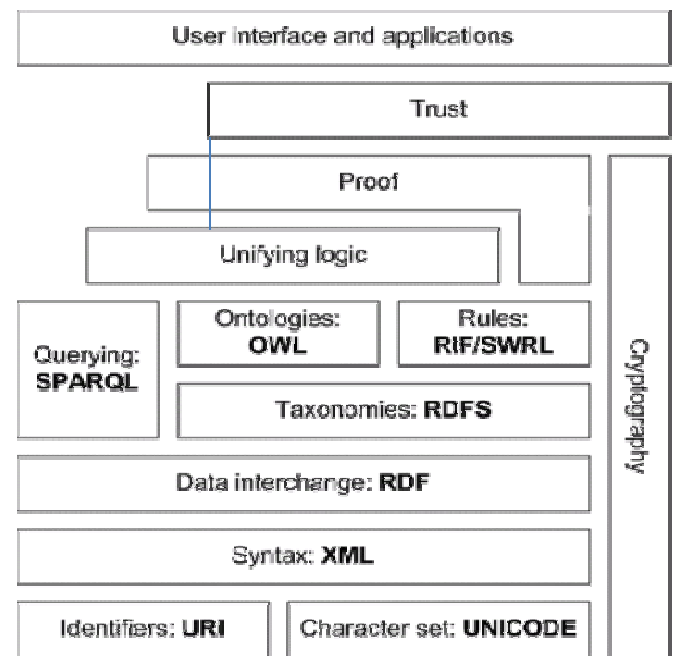 User interface and applications
Trust
Proof
Unifying logic
Querying:
SPARQL
Ontologies:
OWL
Rules:
RIF/SWRL
Taxonomies: RDFS
Data interchange: RDF
Syntax: XML
Identifiers: URI
Character set: UNICODE
Cryptography